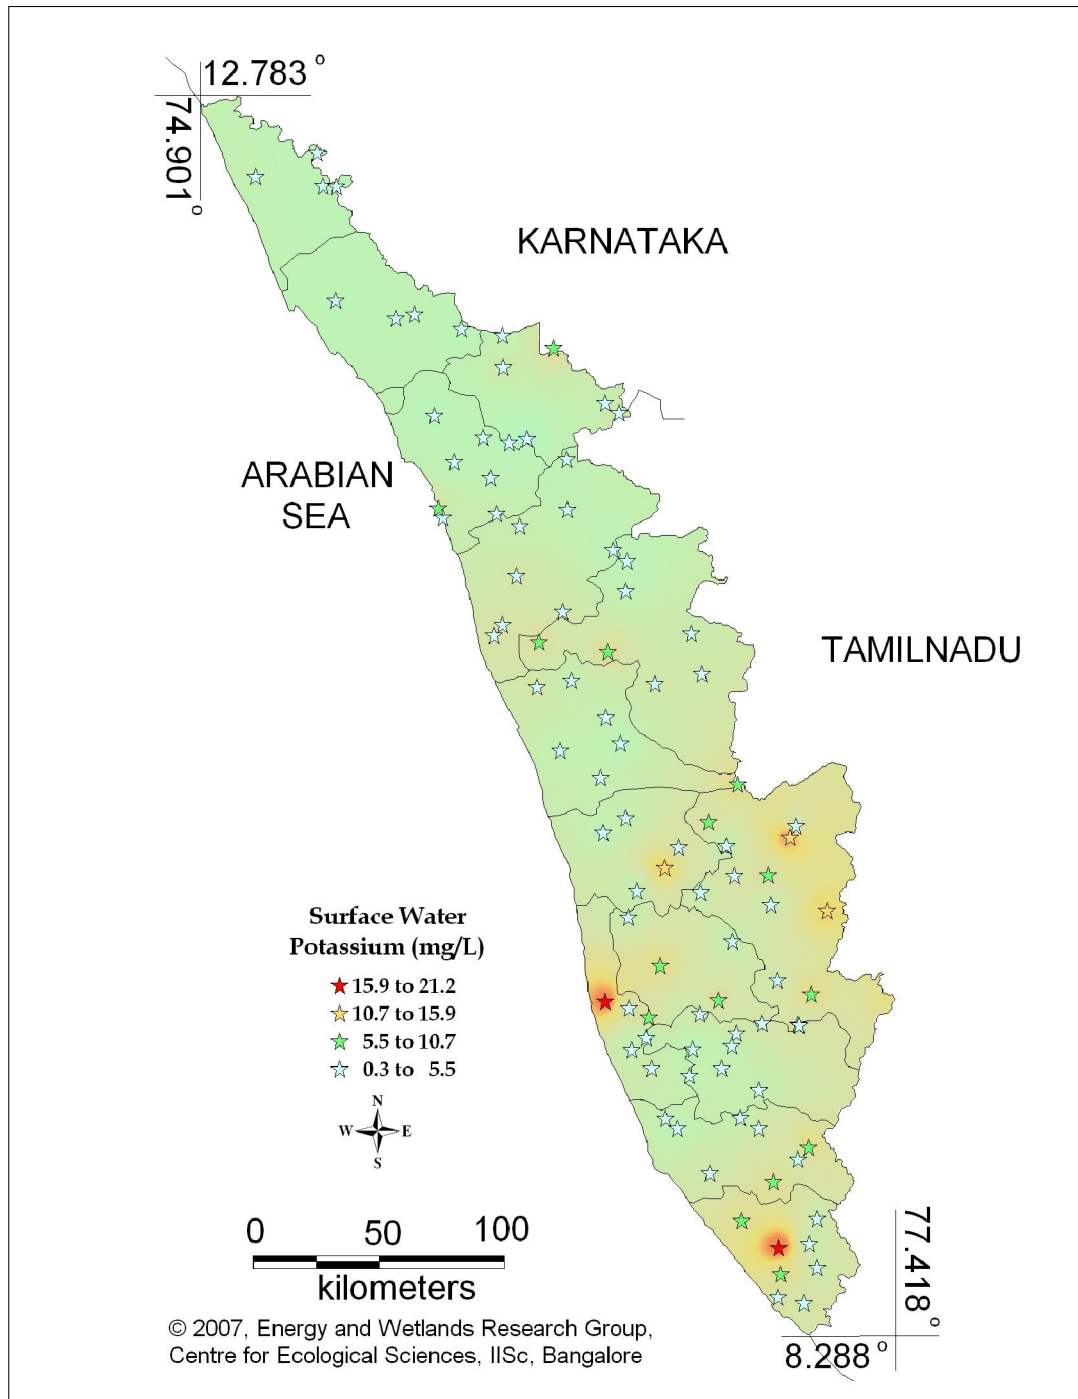 12.783 o
74.901 o
KARNATAKA
ARABIAN
SEA
TAMILNADU
Surface Water
Potassium (mg/L)
15.9 to 21.2
10.7 to 15.9
5.5 to 10.7
0.3 to 5.5
N
W E
S
0 50 100
kilometers
77.418 o
8.288 o
© 2007, Energy and Wetlands Research Group,
Centre for Ecological Sciences, IISc, Bangalore